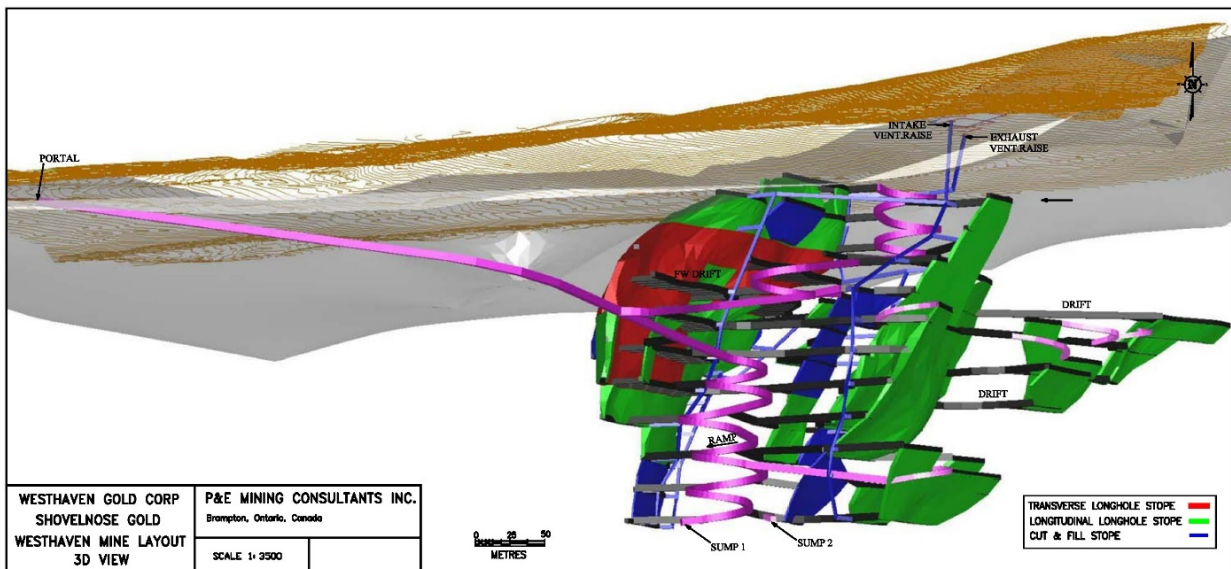 N
INTAKE
VENT.RAISE
EXHAUST
VENT.RAISE
PORTAL
FW DRIFT
DRIFT
DRIFT
RAMP
SUMP 1
SUMP 2
WESTHAVEN GOLD CORP
SHOVELNOSE GOLD
WESTHAVEN MINE LAYOUT
3D VIEW
P&E MINING CONSULTANTS INC.
Brampton, Ontario, Canada
SCALE 1: 3500
0 25 50
METRES
TRANSVERSE LONGHOLE STOPE
LONGITUDINAL LONGHOLE STOPE
CUT & FILL STOPE